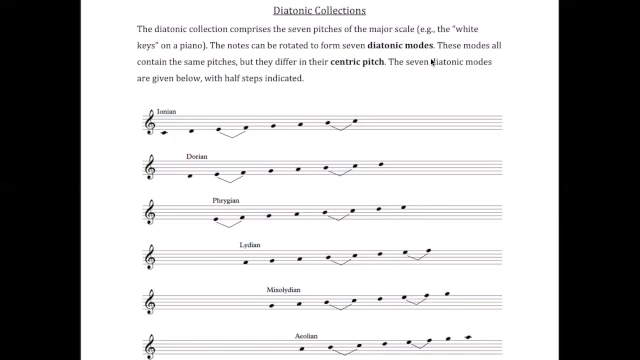 Diatonic Collections
The diatonic collection comprises the seven pitches of the major scale (e.g., the “white
keys” on a piano). The notes can be rotated to form seven diatonic modes. These modes all
contain the same pitches, but they differ in their centric pitch. The seven diatonic modes
are given below, with half steps indicated.
Ionian
Dorian
Phrygian
Lydian
Mixolydian
Aeolian